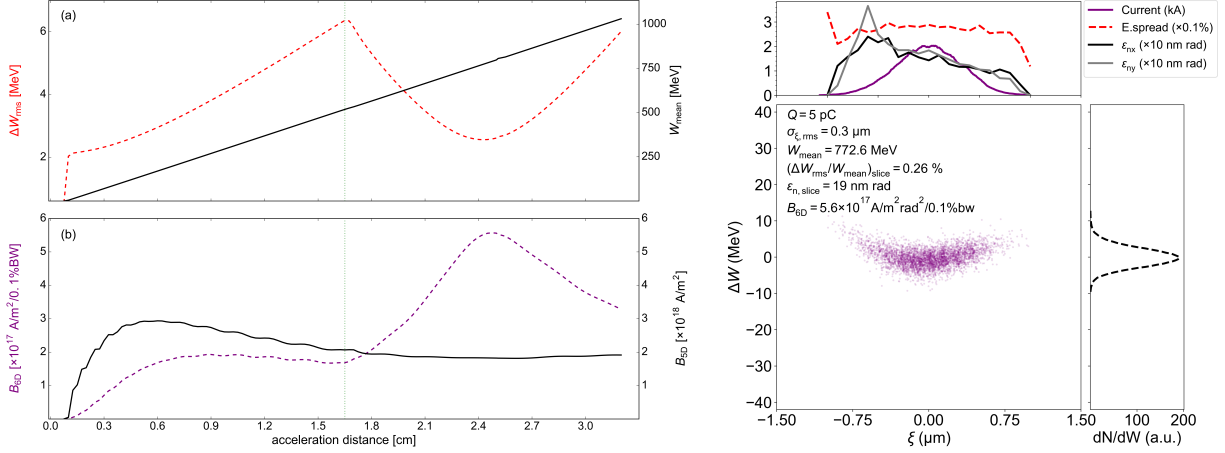 (a)
6
4
2
ΔW_rms [MeV]
1000
750
500
250
W_mean [MeV]
(b)
6
5
4
3
2
1
B_6D [×10^17 A/m^2/0.1%BW]
6
5
4
3
2
1
B_5D [×10^18 A/m^2]
0.0 0.3 0.6 0.9 1.2 1.5 1.8 2.1 2.4 2.7 3.0
acceleration distance [cm]
3
2
1
0
Current (kA)
E.spread (×0.1%)
ε_nx (×10 nm rad)
ε_ny (×10 nm rad)
Q = 5 pC
σ_ξ,rms = 0.3 µm
W_mean = 772.6 MeV
(ΔW_rms/W_mean)_slice = 0.26 %
ε_n,slice = 19 nm rad
B_6D = 5.6×10^17 A/m^2 rad^2/0.1%bw
40
30
20
10
0
−10
−20
−30
−40
ΔW (MeV)
−1.50 −0.75 0.00 0.75 1.50
ξ (µm)
100 200
dN/dW (a.u.)